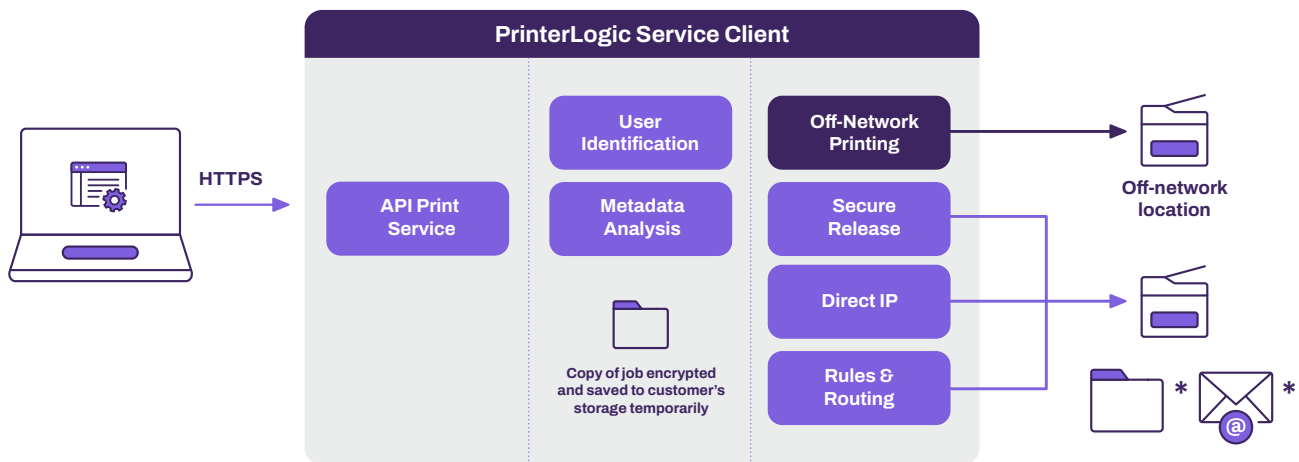 PrinterLogic Service Client
HTTPS
API Print
Service
User
Identification
Metadata
Analysis
Copy of job encrypted
and saved to customer’s
storage temporarily
Off-Network
Printing
Secure
Release
Direct IP
Rules &
Routing
Off-network
location
* @ *